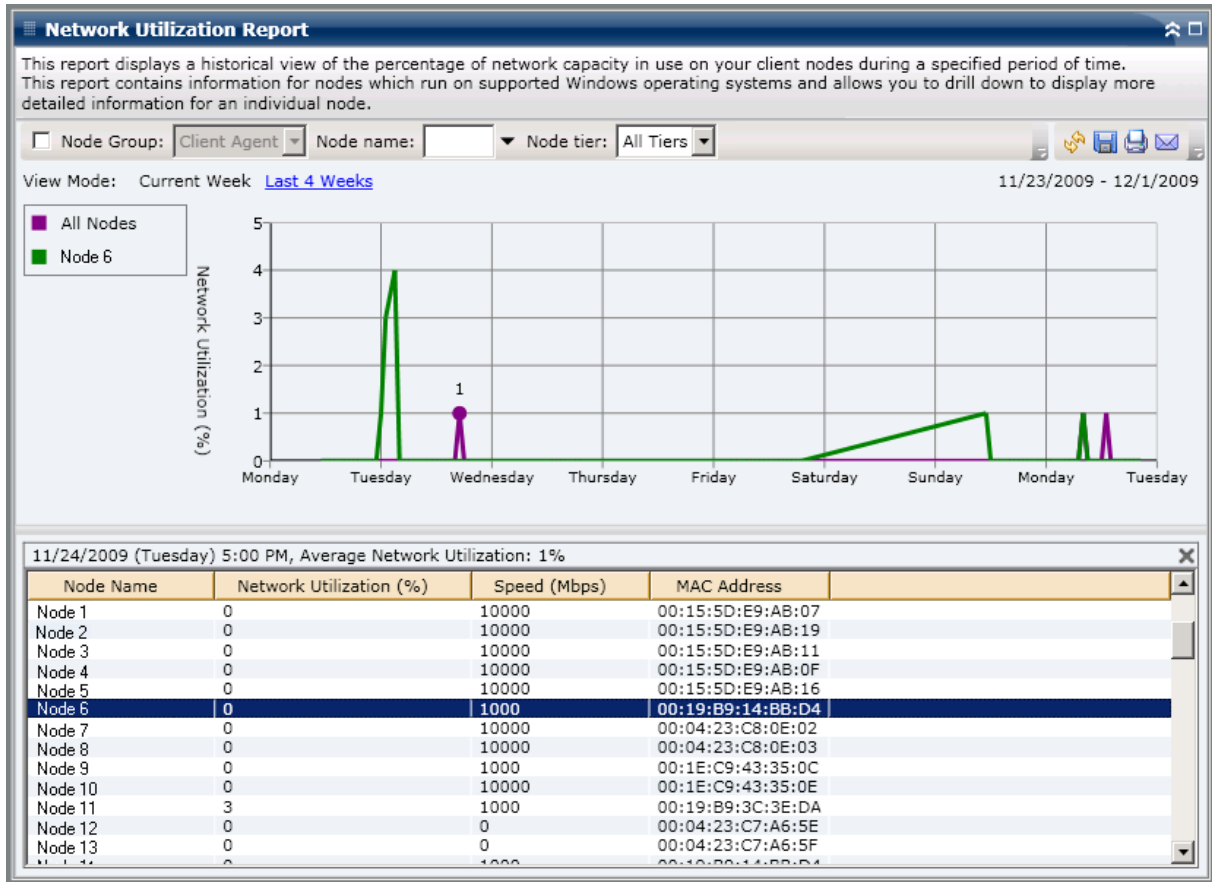 Network Utilization Report
This report displays a historical view of the percentage of network capacity in use on your client nodes during a specified period of time.
This report contains information for nodes which run on supported Windows operating systems and allows you to drill down to display more
detailed information for an individual node.
Node Group: Client Agent Node name: Node tier: All Tiers
View Mode: Current Week Last 4 Weeks 11/23/2009 - 12/1/2009
All Nodes
Node 6
Network Utilization (%)
5
4
3
2
1
1
0
Monday Tuesday Wednesday Thursday Friday Saturday Sunday Monday Tuesday
11/24/2009 (Tuesday) 5:00 PM, Average Network Utilization: 1%
Node Name Network Utilization (%) Speed (Mbps) MAC Address
Node 1 0 10000 00:15:5D:E9:AB:07
Node 2 0 10000 00:15:5D:E9:AB:19
Node 3 0 10000 00:15:5D:E9:AB:11
Node 4 0 10000 00:15:5D:E9:AB:0F
Node 5 0 10000 00:15:5D:E9:AB:16
Node 6 0 1000 00:19:B9:14:BB:D4
Node 7 0 10000 00:04:23:C8:0E:02
Node 8 0 10000 00:04:23:C8:0E:03
Node 9 0 1000 00:1E:C9:43:35:0C
Node 10 0 10000 00:1E:C9:43:35:0E
Node 11 3 1000 00:19:B9:3C:3E:DA
Node 12 0 0 00:04:23:C7:A6:5E
Node 13 0 0 00:04:23:C7:A6:5F